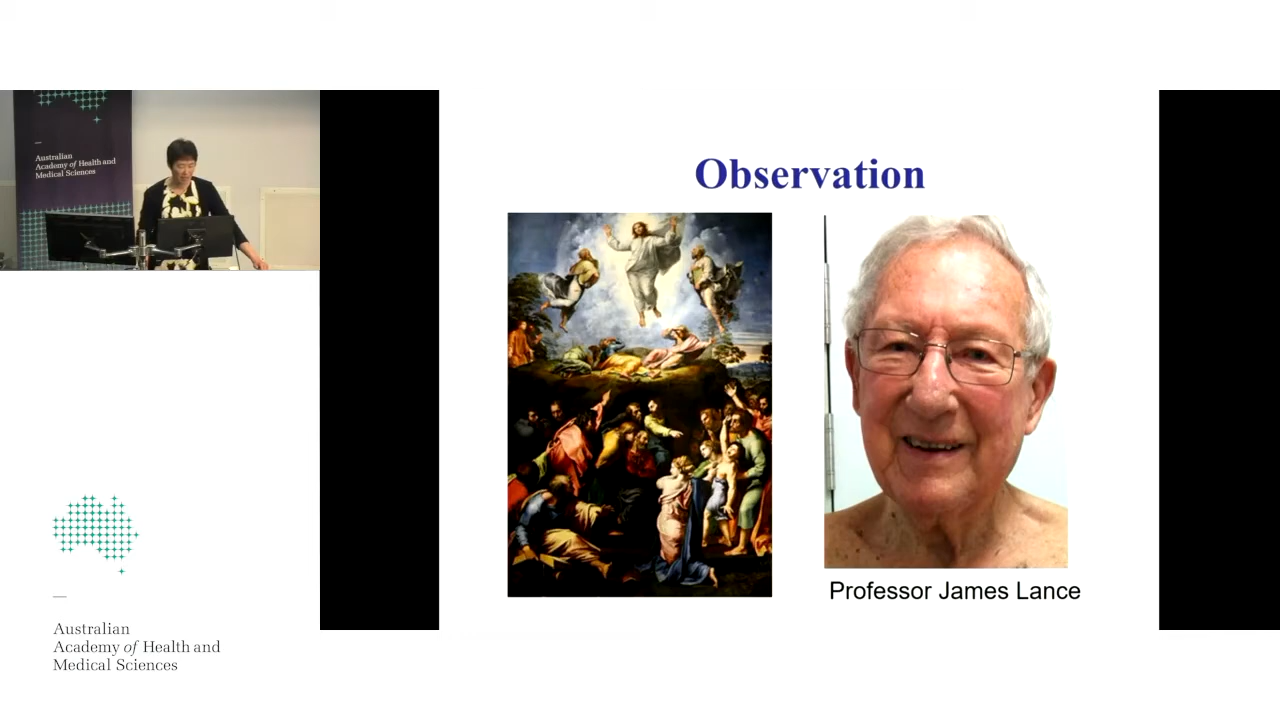 Australian
Academy of Health and
Medical Sciences
Observation
Professor James Lance
Australian
Academy of Health and
Medical Sciences